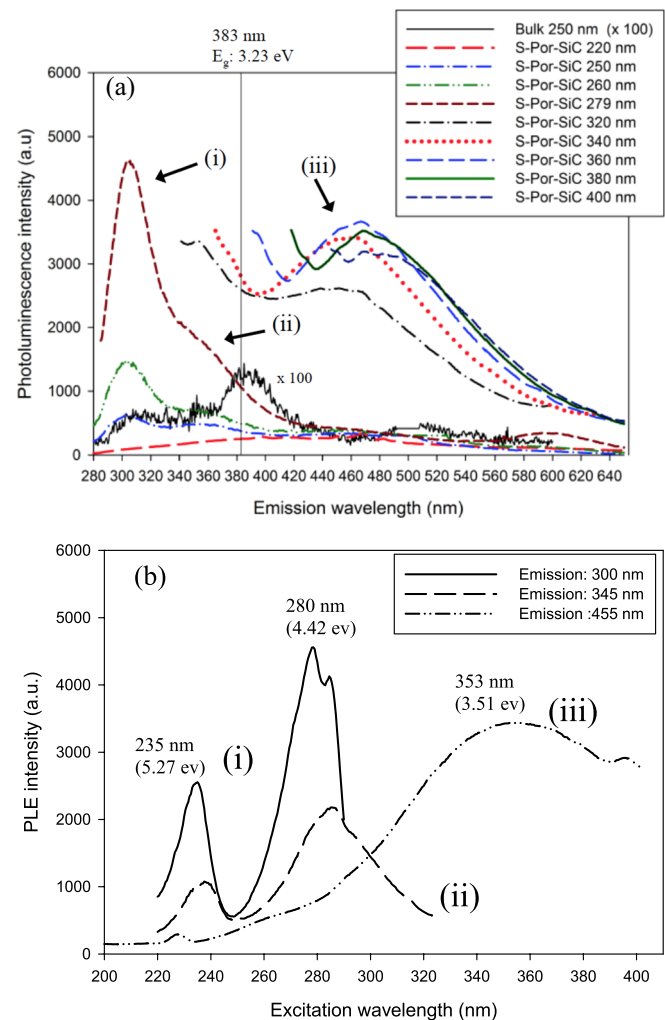 383 nm
Eg: 3.23 eV
Bulk 250 nm (x 100)
S-Por-SiC 220 nm
S-Por-SiC 250 nm
S-Por-SiC 260 nm
S-Por-SiC 279 nm
S-Por-SiC 320 nm
S-Por-SiC 340 nm
S-Por-SiC 360 nm
S-Por-SiC 380 nm
S-Por-SiC 400 nm
(a)
(i)
(iii)
(ii)
x 100
Photoluminescence intensity (a.u)
6000
5000
4000
3000
2000
1000
0
280 300 320 340 360 380 400 420 440 460 480 500 520 540 560 580 600 620 640
Emission wavelength (nm)
(b)
Emission: 300 nm
Emission: 345 nm
Emission :455 nm
280 nm
(4.42 ev)
353 nm
(3.51 ev)
(iii)
235 nm
(5.27 ev)
(i)
(ii)
PLE intensity (a.u.)
6000
5000
4000
3000
2000
1000
0
200 220 240 260 280 300 320 340 360 380 400
Excitation wavelength (nm)